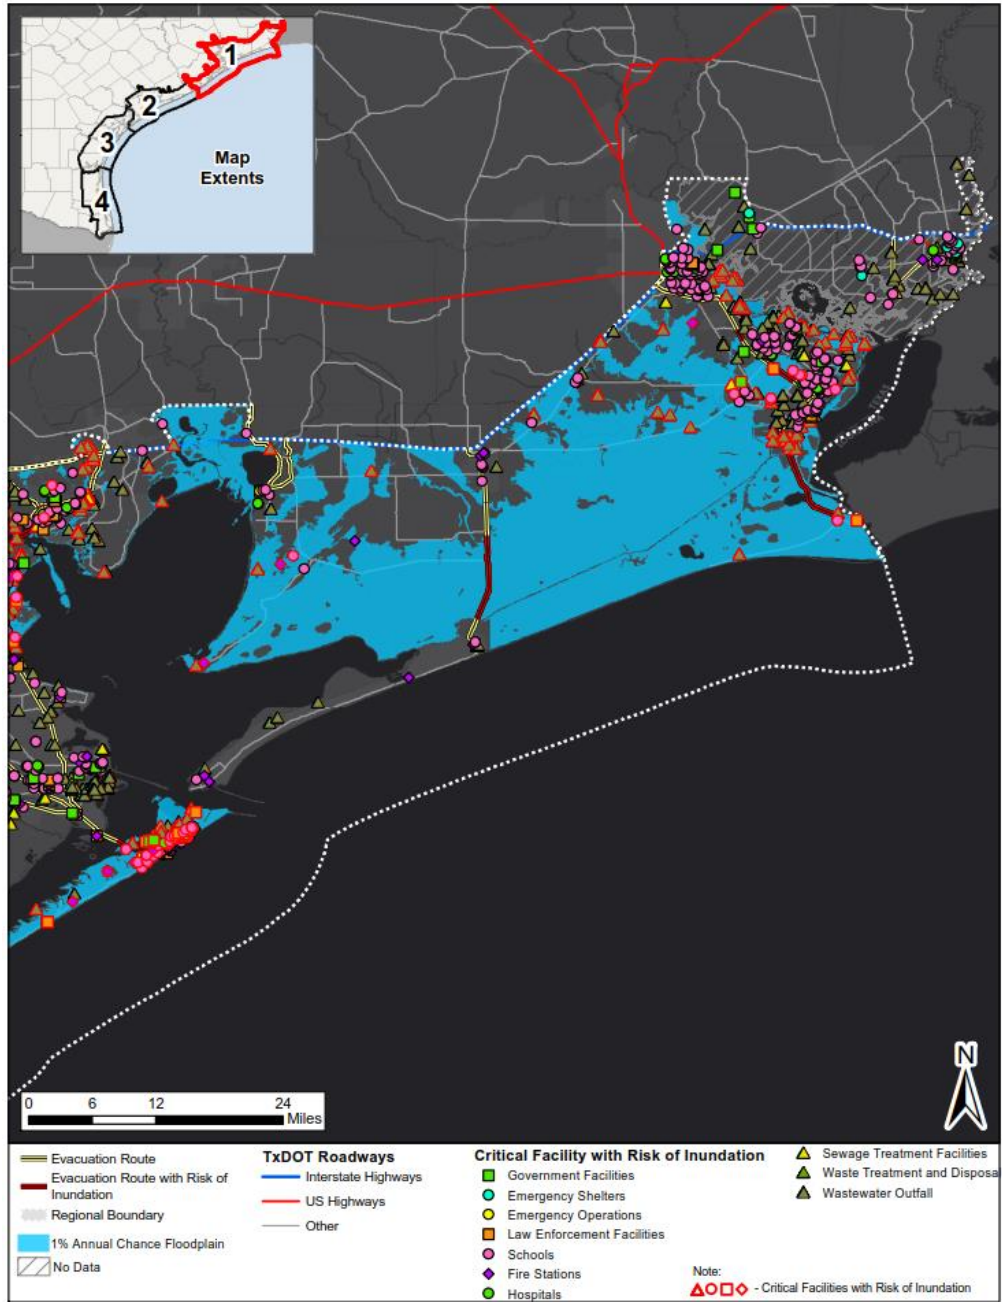 1
2
3
4
Map
Extents
N
0 6 12 24
Miles
Evacuation Route
Evacuation Route with Risk of
Inundation
Regional Boundary
1% Annual Chance Floodplain
No Data
TxDOT Roadways
Interstate Highways
US Highways
Other
Critical Facility with Risk of Inundation
Government Facilities
Emergency Shelters
Emergency Operations
Law Enforcement Facilities
Schools
Fire Stations
Hospitals
Sewage Treatment Facilities
Waste Treatment and Disposal
Wastewater Outfall
Note:
- Critical Facilities with Risk of Inundation